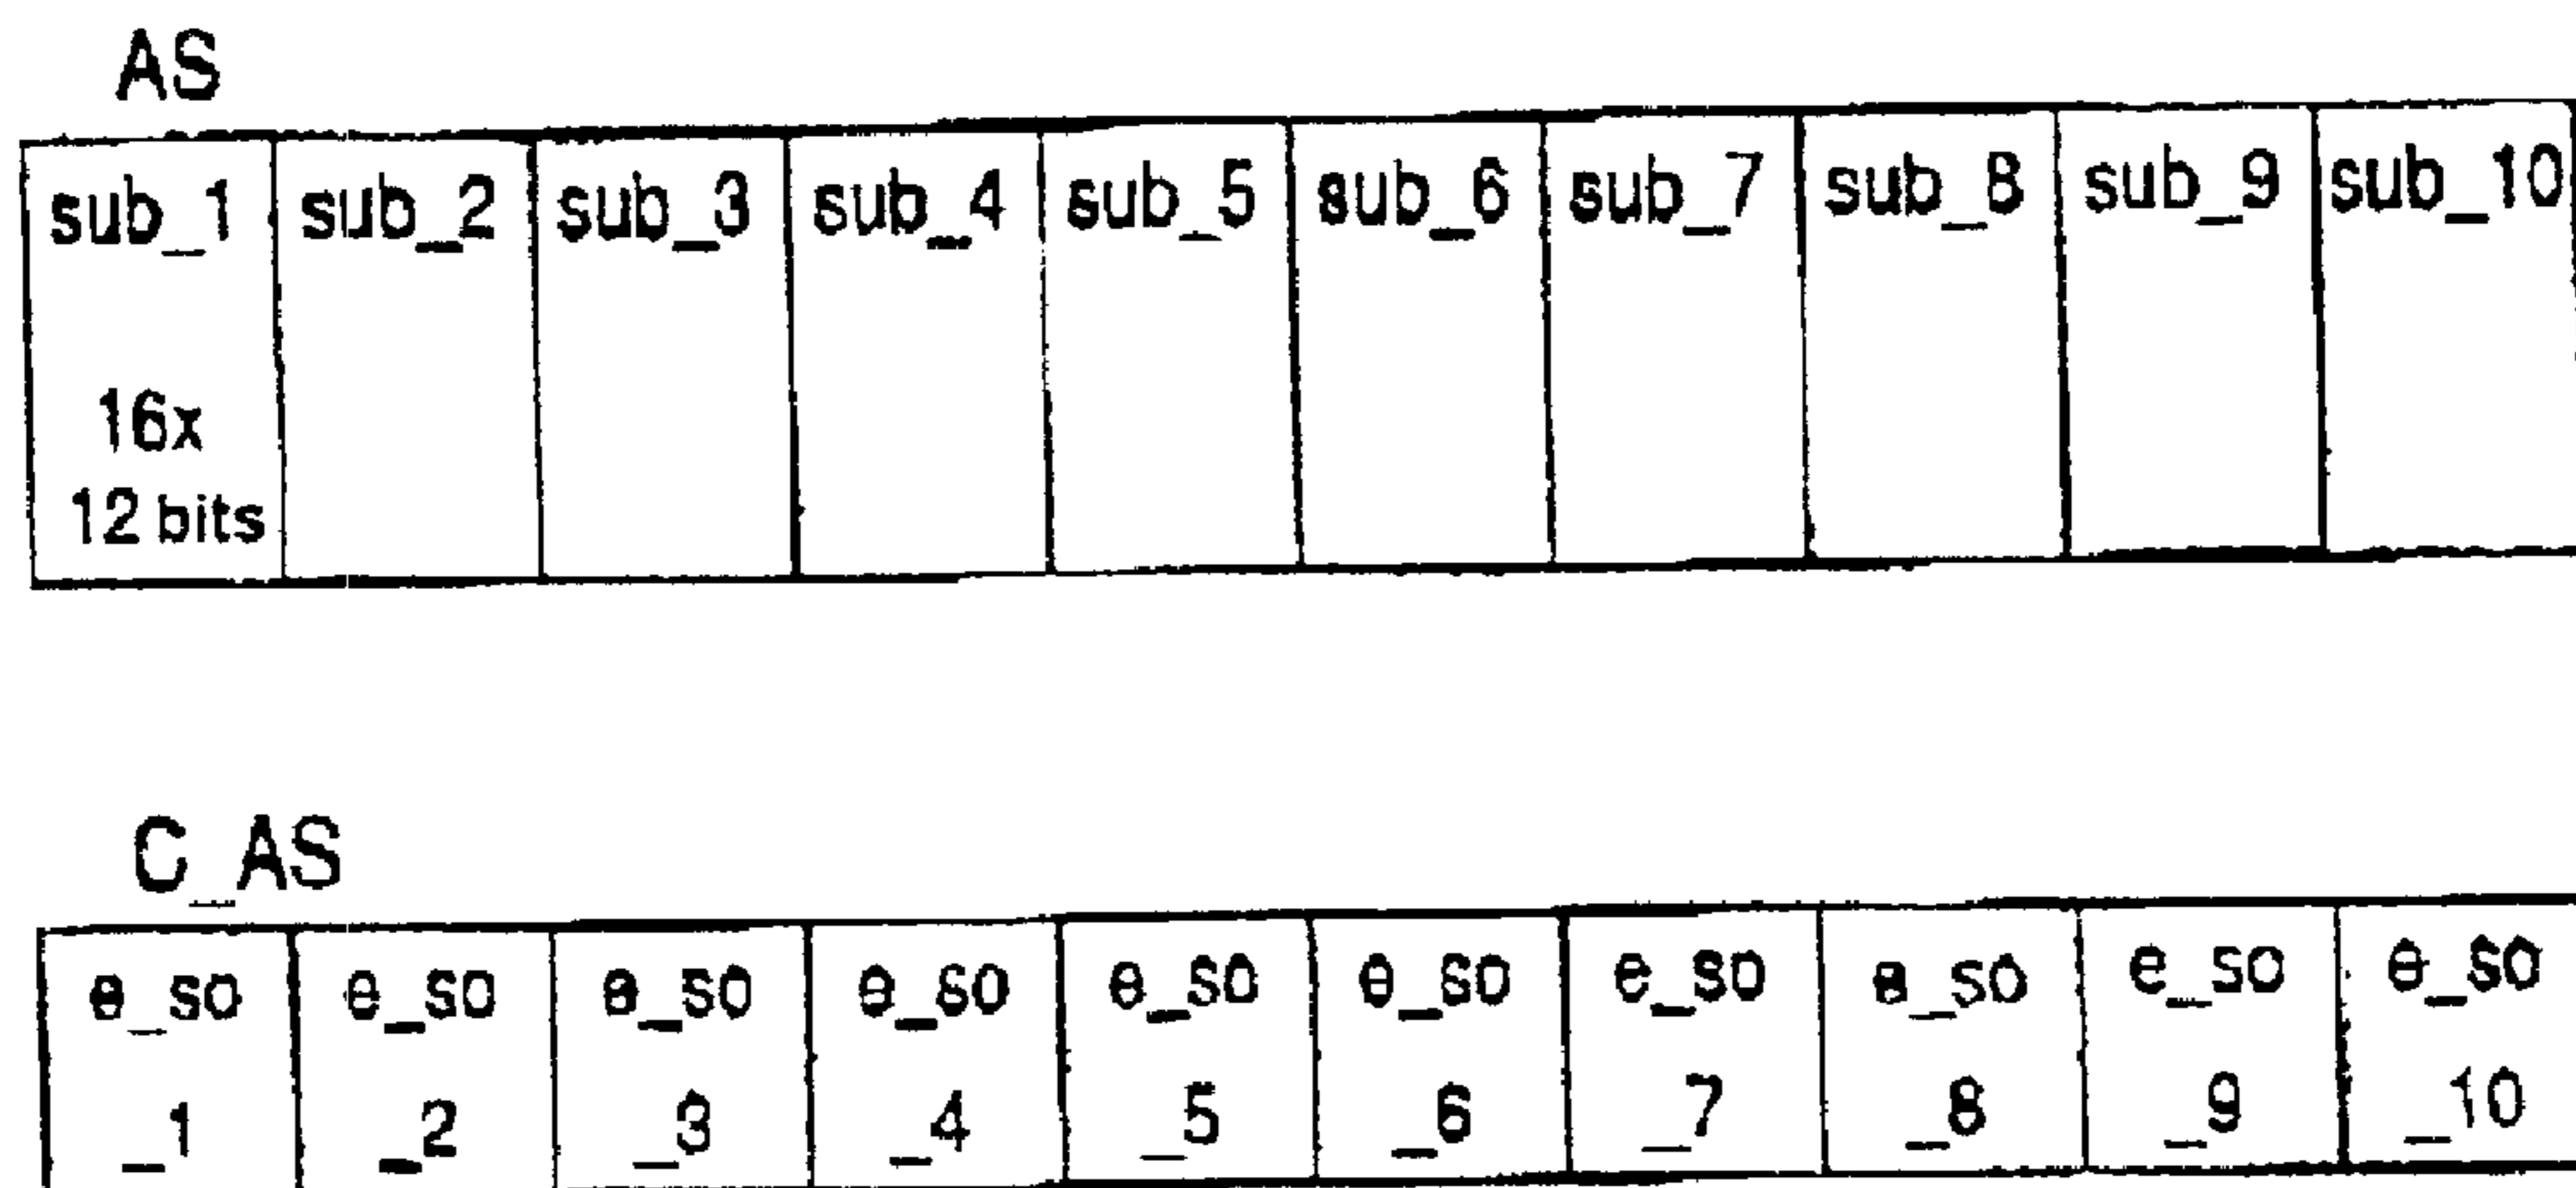 AS
sub_1 sub_2 sub_3 sub_4 sub_5 sub_6 sub_7 sub_8 sub_9 sub_10
16x
12 bits
C_AS
e_so e_so e_so e_so e_so e_so e_so e_so e_so e_so
_1 _2 _3 _4 _5 _6 _7 _8 _9 _10